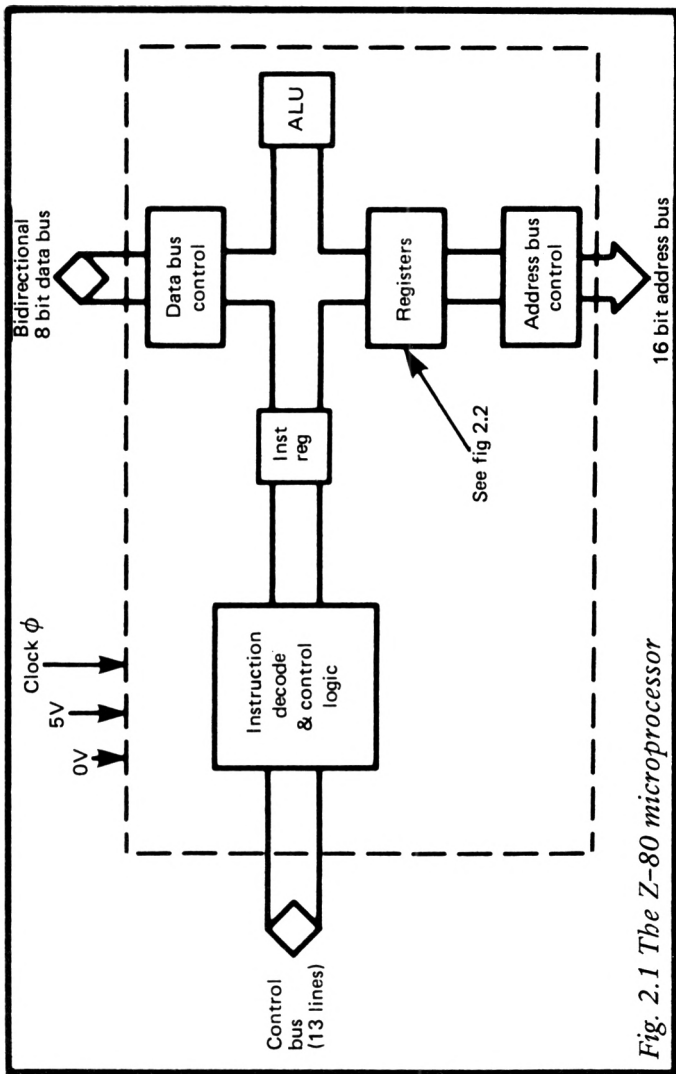 0V
5V
Clock ϕ
Bidirectional
8 bit data bus
Data bus
control
ALU
Control
bus
(13 lines)
Instruction
decode
& control
logic
Inst
reg
Registers
See fig 2.2
Address bus
control
16 bit address bus
Fig. 2.1 The Z–80 microprocessor